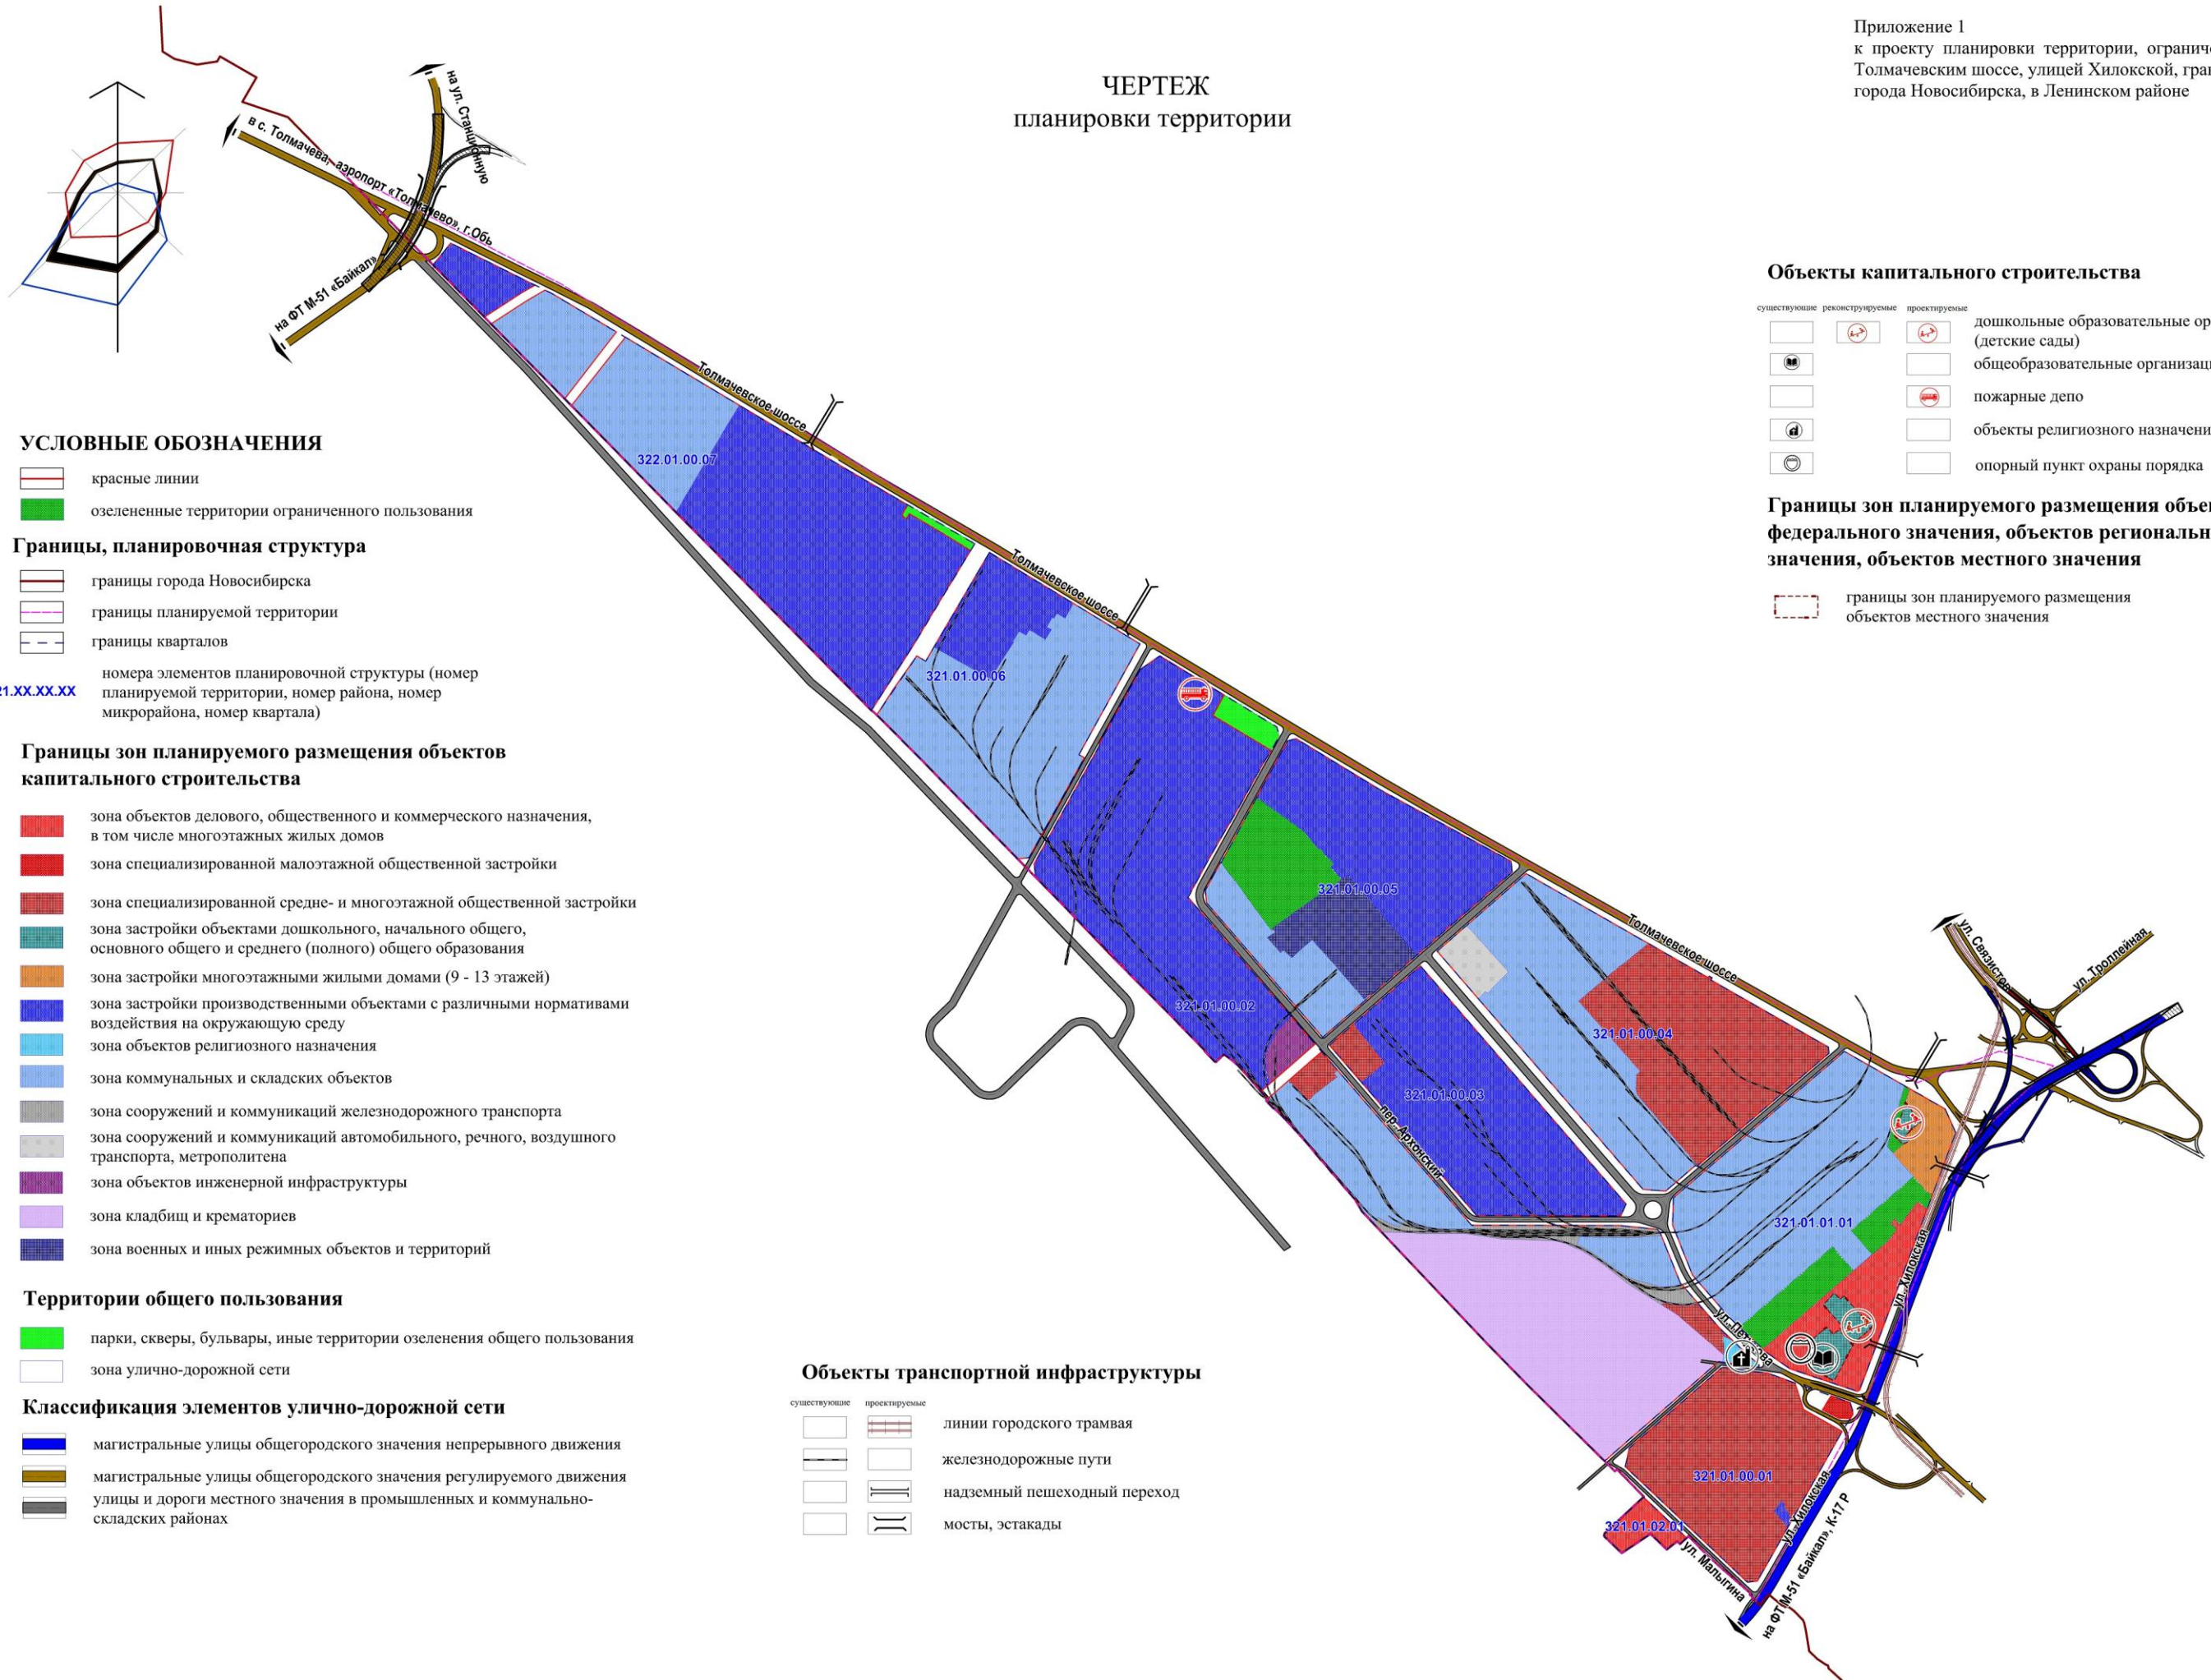 Приложение 1
к проекту планировки территории, огранич
Толмачевским шоссе, улицей Хилокской, гра
города Новосибирска, в Ленинском районе
ЧЕРТЕЖ
планировки территории
на ул. Станционную
в с. Толмачева, аэропорт «Толмачево», г.Обь
на ФТ М-51 «Байкал»
Толмачевское шоссе
322.01.00.07
Толмачевское шоссе
321.01.00.06
321.01.00.05
321.01.00.02
Толмачевское шоссе
321.01.00.04
321.01.00.03
пер. Архонский
ул. Связистов
ул. Троллейная
321.01.01.01
ул. Хилокская
321.01.00.01
321.01.02.01
ул. Малыгина
ул. Хилокская
на ФТ М-51 «Байкал», К-17 Р
УСЛОВНЫЕ ОБОЗНАЧЕНИЯ
красные линии
озелененные территории ограниченного пользования
Границы, планировочная структура
границы города Новосибирска
границы планируемой территории
границы кварталов
21.XX.XX.XX
номера элементов планировочной структуры (номер
планируемой территории, номер района, номер
микрорайона, номер квартала)
Границы зон планируемого размещения объектов
капитального строительства
зона объектов делового, общественного и коммерческого назначения,
в том числе многоэтажных жилых домов
зона специализированной малоэтажной общественной застройки
зона специализированной средне- и многоэтажной общественной застройки
зона застройки объектами дошкольного, начального общего,
основного общего и среднего (полного) общего образования
зона застройки многоэтажными жилыми домами (9 - 13 этажей)
зона застройки производственными объектами с различными нормативами
воздействия на окружающую среду
зона объектов религиозного назначения
зона коммунальных и складских объектов
зона сооружений и коммуникаций железнодорожного транспорта
зона сооружений и коммуникаций автомобильного, речного, воздушного
транспорта, метрополитена
зона объектов инженерной инфраструктуры
зона кладбищ и крематориев
зона военных и иных режимных объектов и территорий
Территории общего пользования
парки, скверы, бульвары, иные территории озеленения общего пользования
зона улично-дорожной сети
Классификация элементов улично-дорожной сети
магистральные улицы общегородского значения непрерывного движения
магистральные улицы общегородского значения регулируемого движения
улицы и дороги местного значения в промышленных и коммунально-
складских районах
Объекты транспортной инфраструктуры
существующие проектируемые
линии городского трамвая
железнодорожные пути
надземный пешеходный переход
мосты, эстакады
Объекты капитального строительства
существующие реконструируемые проектируемые
дошкольные образовательные ор
(детские сады)
общеобразовательные организац
пожарные депо
объекты религиозного назначени
опорный пункт охраны порядка
Границы зон планируемого размещения объе
федерального значения, объектов региональн
значения, объектов местного значения
границы зон планируемого размещения
объектов местного значения